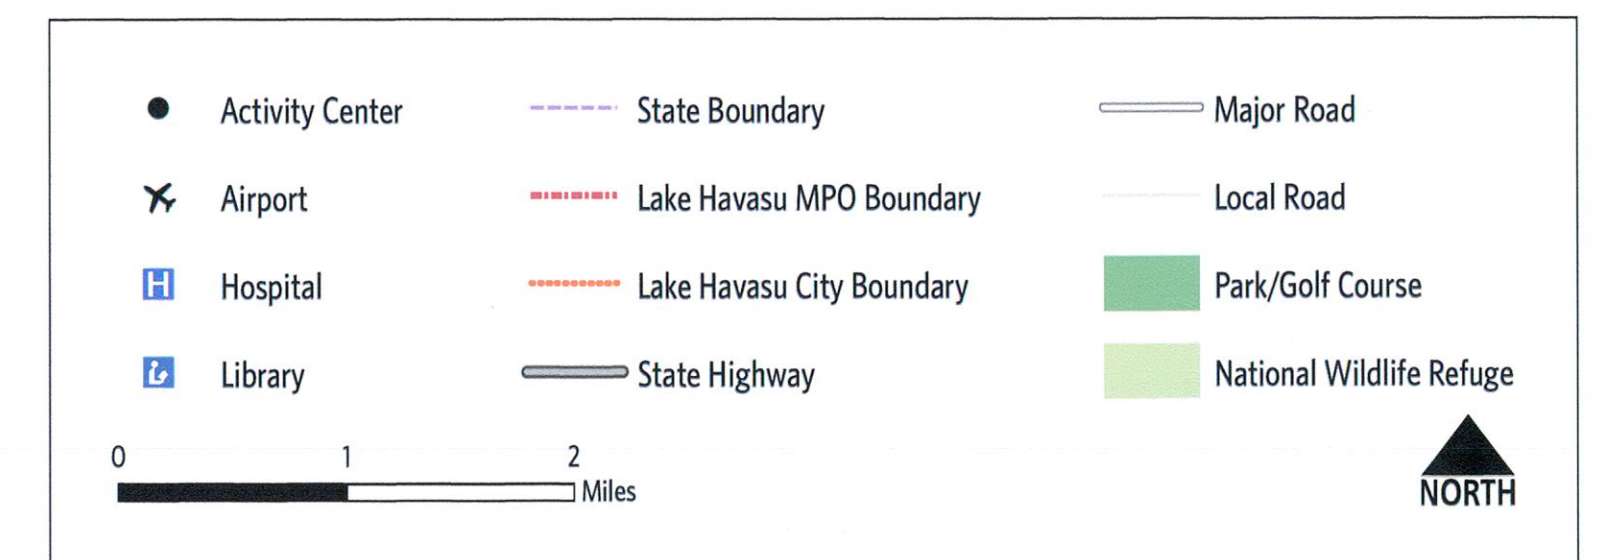 Activity Center
Airport
H Hospital
Library
State Boundary
Lake Havasu MPO Boundary
Lake Havasu City Boundary
State Highway
Major Road
Local Road
Park/Golf Course
National Wildlife Refuge
0 1 2
Miles
NORTH